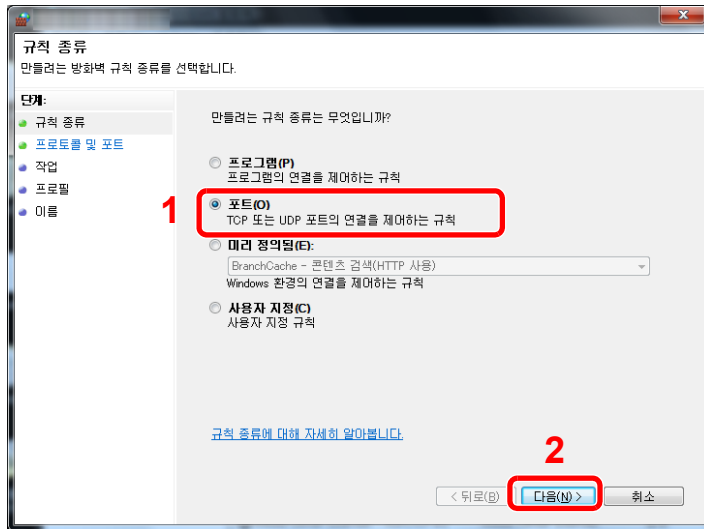 규칙 종류
만들려는 방화벽 규칙 종류를 선택합니다.
단계:
규칙 종류
프로토콜 및 포트
작업
프로필
이름
만들려는 규칙 종류는 무엇입니까?
프로그램(P)
프로그램의 연결을 제어하는 규칙
1
포트(O)
TCP 또는 UDP 포트의 연결을 제어하는 규칙
미리 정의됨(E):
BranchCache - 콘텐츠 검색(HTTP 사용)
Windows 환경의 연결을 제어하는 규칙
사용자 지정(C)
사용자 지정 규칙
규칙 종류에 대해 자세히 알아봅니다.
2
< 뒤로(B) 다음(N) > 취소